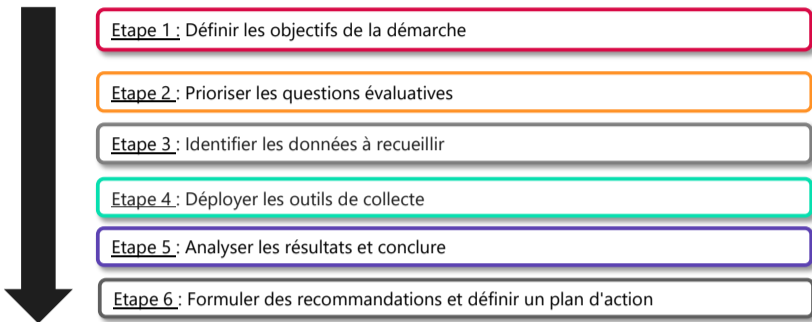 Etape 1 : Définir les objectifs de la démarche
Etape 2 : Prioriser les questions évaluatives
Etape 3 : Identifier les données à recueillir
Etape 4 : Déployer les outils de collecte
Etape 5 : Analyser les résultats et conclure
Etape 6 : Formuler des recommandations et définir un plan d'action